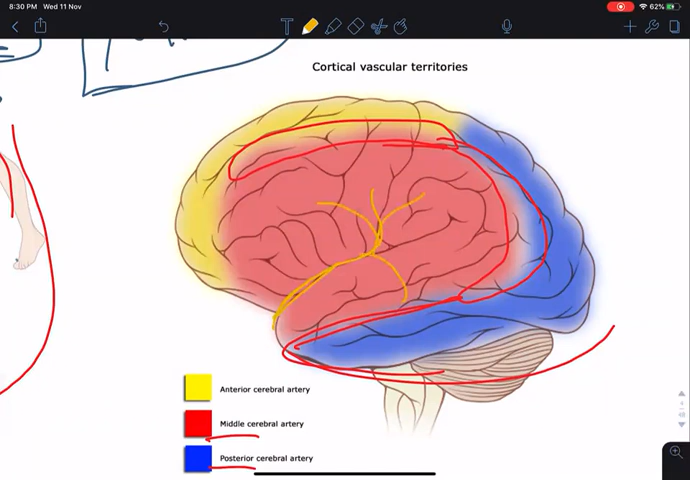 8:30 PM Wed 11 Nov
62%
Cortical vascular territories
Anterior cerebral artery
Middle cerebral artery
Posterior cerebral artery